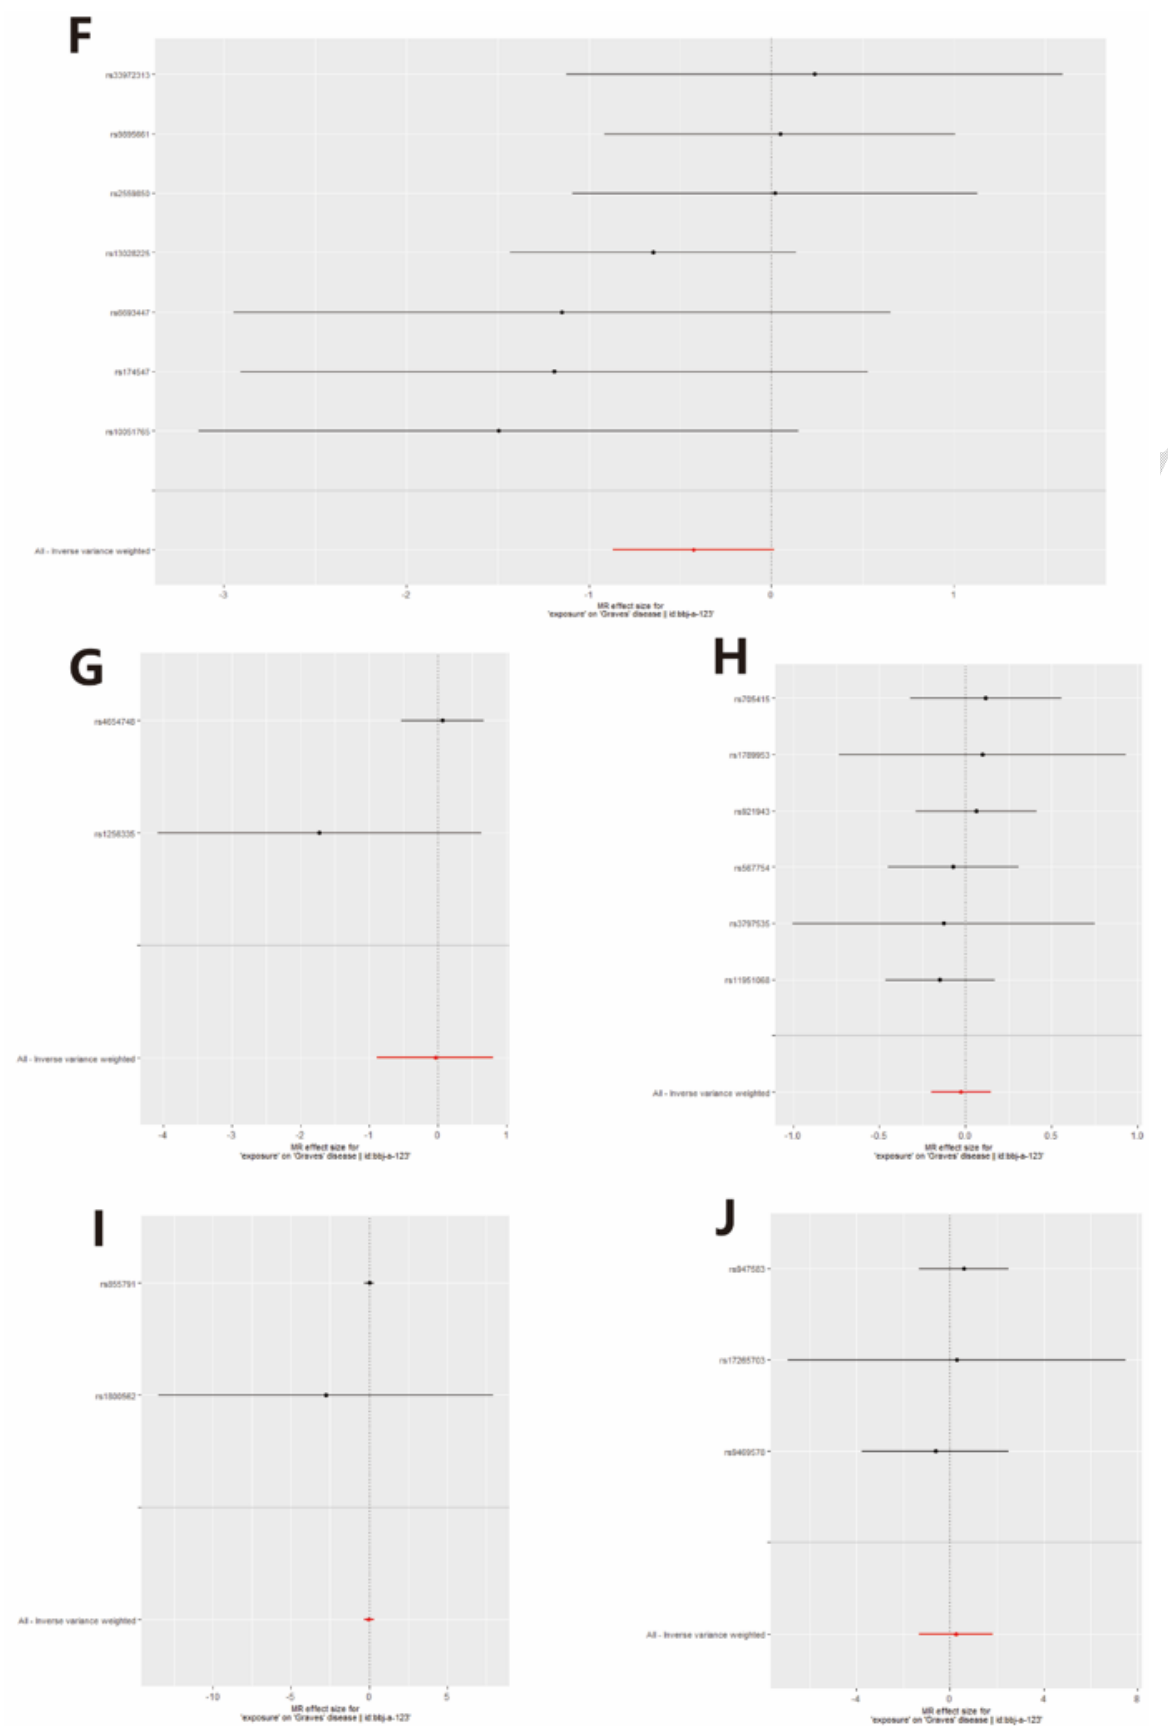 F
rs33972313
rs9895661
rs2559850
rs13028225
rs6693447
rs174547
rs10051765
All - Inverse variance weighted
-3 -2 -1 0 1
MR effect size for
'exposure' on 'Graves' disease || id:bbj-a-123'
G H
rs4654748
rs1256335
All - Inverse variance weighted
-4 -3 -2 -1 0 1
MR effect size for
'exposure' on 'Graves' disease || id:bbj-a-123'
rs705415
rs1789953
rs921943
rs567754
rs3797535
rs11951068
All - Inverse variance weighted
-1.0 -0.5 0.0 0.5 1.0
MR effect size for
'exposure' on 'Graves' disease || id:bbj-a-123'
I J
rs855791
rs1800562
All - Inverse variance weighted
-10 -5 0 5
MR effect size for
'exposure' on 'Graves' disease || id:bbj-a-123'
rs947583
rs17265703
rs9469578
All - Inverse variance weighted
-4 0 4 8
MR effect size for
'exposure' on 'Graves' disease || id:bbj-a-123'